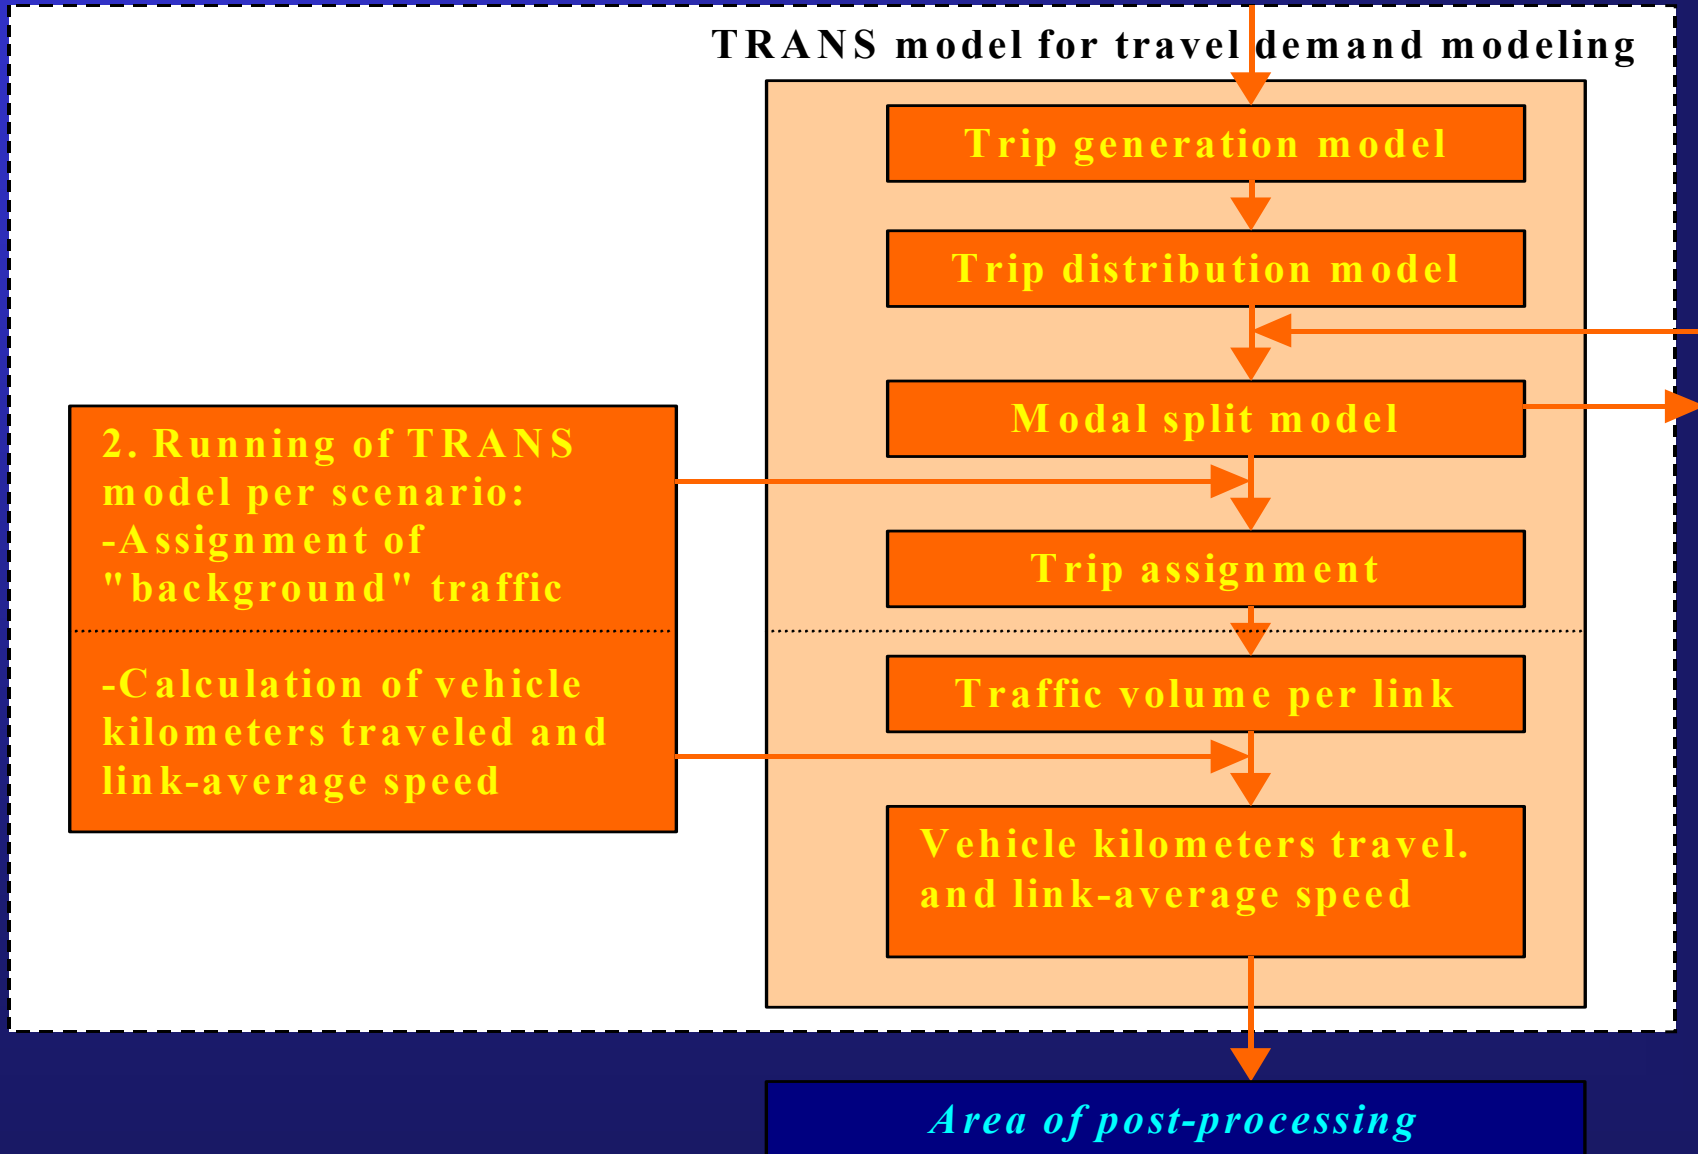 TRANS model for travel demand modeling
Trip generation model
Trip distribution model
Modal split model
2. Running of TRANS
model per scenario:
-Assignment of
"background" traffic
Trip assignment
-Calculation of vehicle
kilometers traveled and
link-average speed
Traffic volume per link
Vehicle kilometers travel.
and link-average speed
Area of post-processing